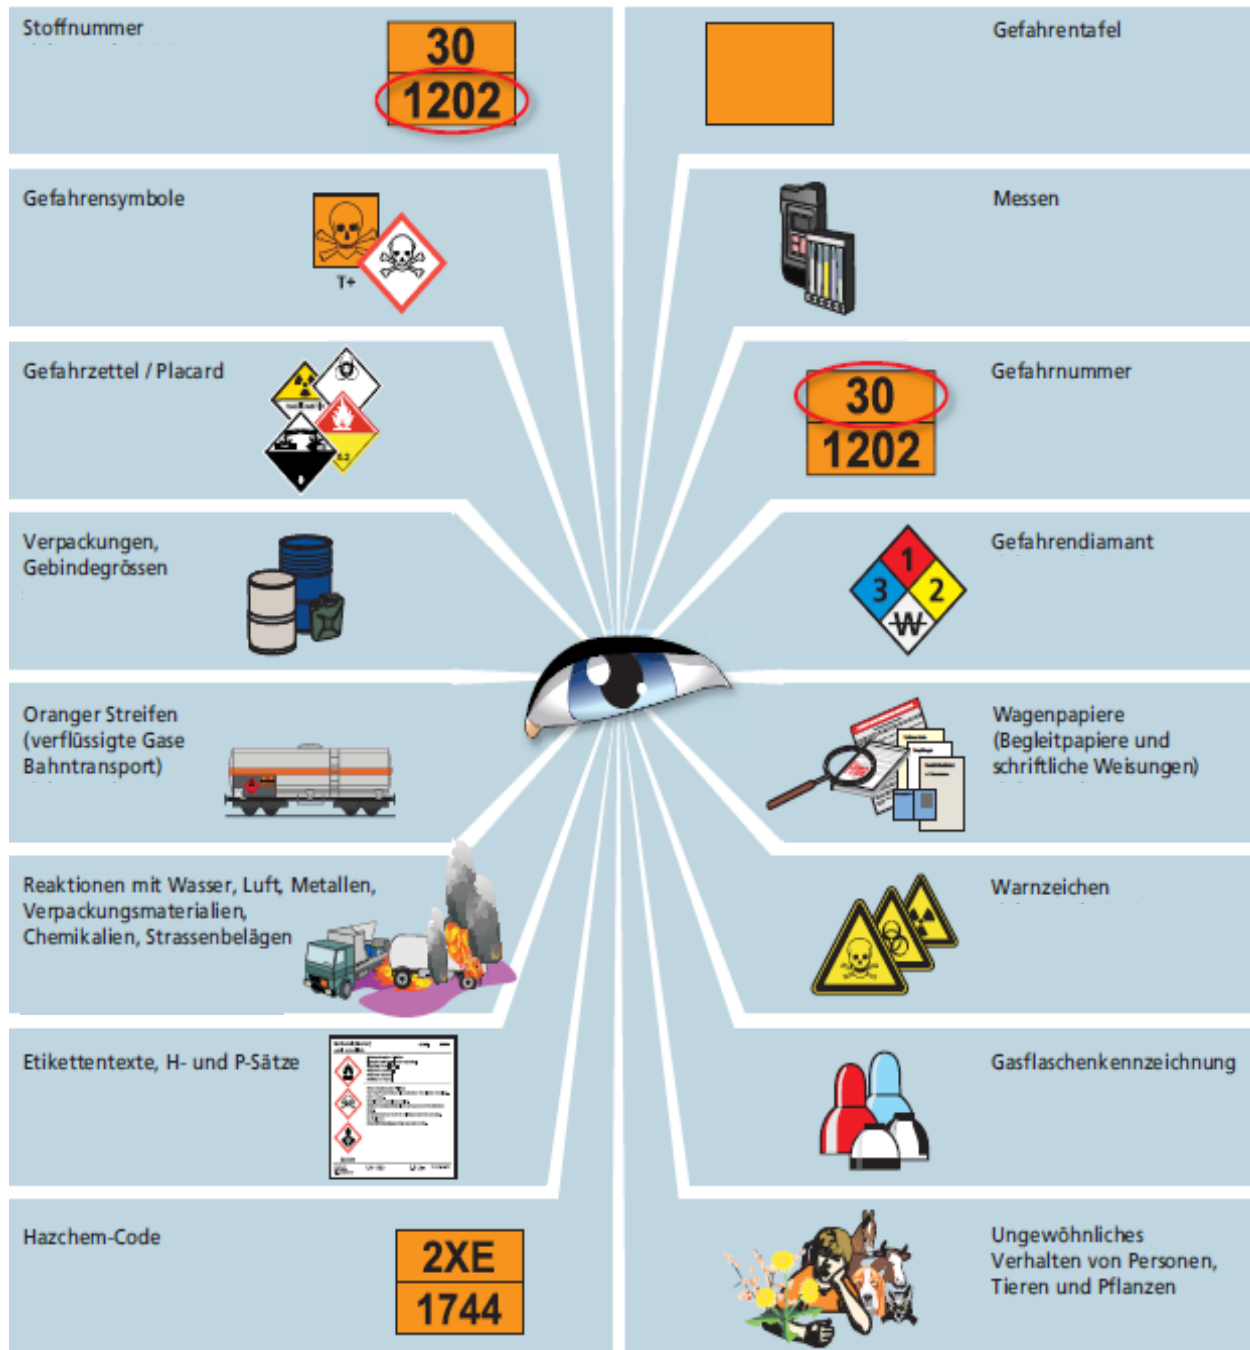 Stoffnummer
30
1202
Gefahrentafel
Gefahrensymbole
T+
Messen
Gefahrzettel / Placard
Gefahrnummer
30
1202
Verpackungen,
Gebindegrössen
Gefahrendiamant
1
3
2
W
Oranger Streifen
(verflüssigte Gase
Bahntransport)
Wagenpapiere
(Begleitpapiere und
schriftliche Weisungen)
Reaktionen mit Wasser, Luft, Metallen,
Verpackungsmaterialien,
Chemikalien, Strassenbelägen
Warnzeichen
Etikettentexte, H- und P-Sätze
Gasflaschenkennzeichnung
Hazchem-Code
2XE
1744
Ungewöhnliches
Verhalten von Personen,
Tieren und Pflanzen